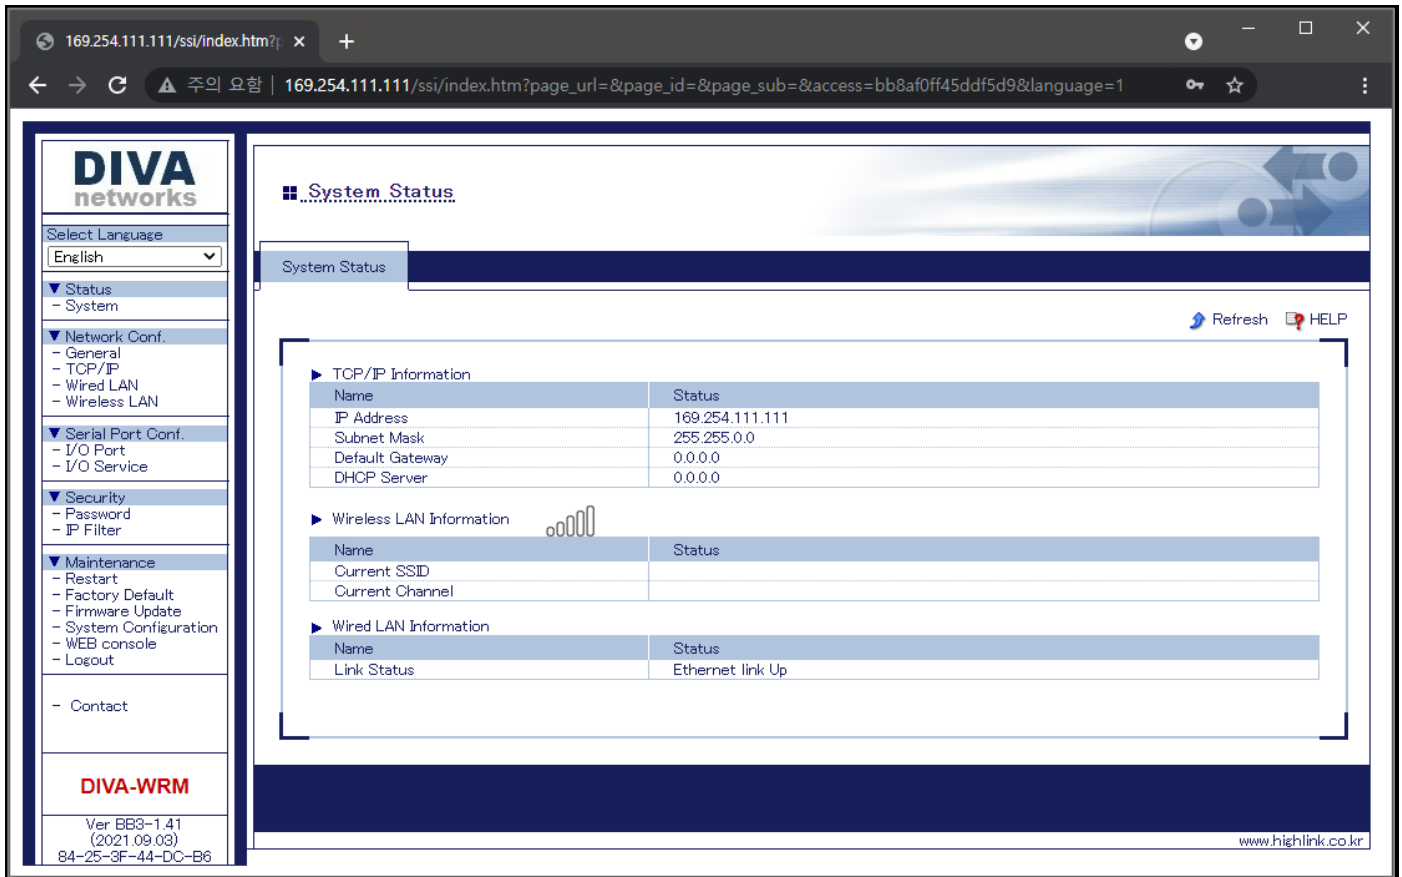 169.254.111.111/ssi/index.htm?p
주의 요함 | 169.254.111.111/ssi/index.htm?page_url=&page_id=&page_sub=&access=bb8af0ff45ddf5d9&language=1
DIVA
networks
Select Language
English
▼ Status
- System
▼ Network Conf.
- General
- TCP/IP
- Wired LAN
- Wireless LAN
▼ Serial Port Conf.
- I/O Port
- I/O Service
▼ Security
- Password
- IP Filter
▼ Maintenance
- Restart
- Factory Default
- Firmware Update
- System Configuration
- WEB console
- Logout
- Contact
DIVA-WRM
Ver BB3-1.41
(2021.09.03)
84-25-3F-44-DC-B6
System Status
System Status
Refresh HELP
TCP/IP Information
Name Status
IP Address 169.254.111.111
Subnet Mask 255.255.0.0
Default Gateway 0.0.0.0
DHCP Server 0.0.0.0
Wireless LAN Information
Name Status
Current SSID
Current Channel
Wired LAN Information
Name Status
Link Status Ethernet link Up
www.highlink.co.kr